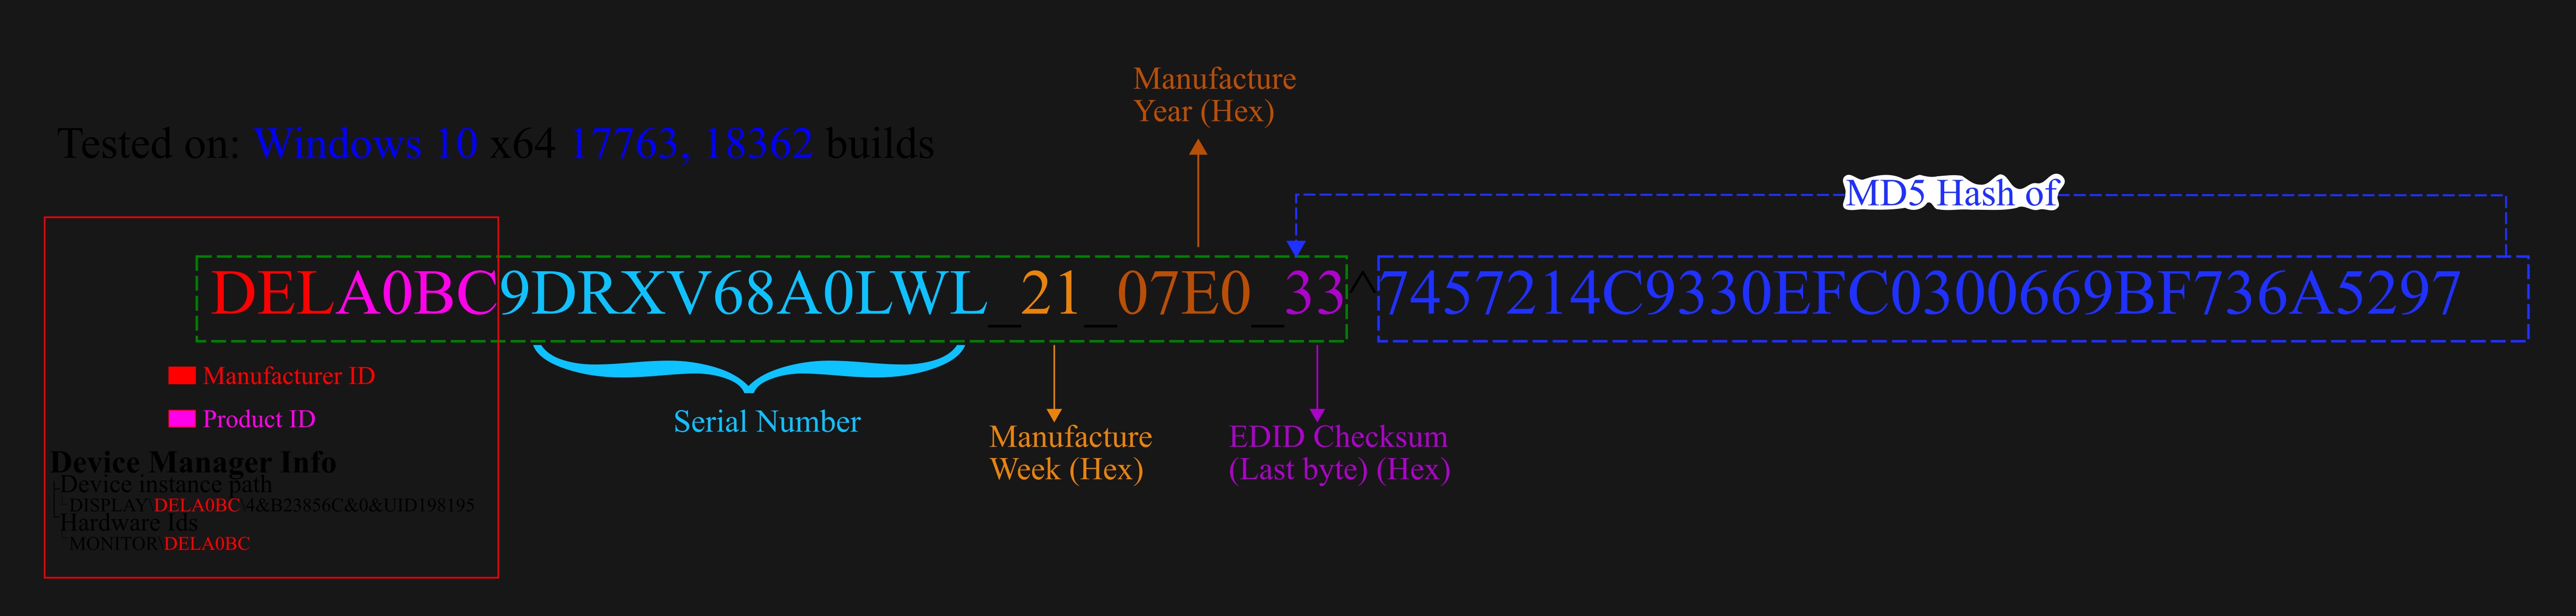 Manufacture
Year (Hex)
Tested on: Windows 10 x64 17763, 18362 builds
MD5 Hash of
DELA0BC9DRXV68A0LWL_21_07E0_33^7457214C9330EFC0300669BF736A5297
Manufacturer ID
Product ID
Serial Number
Manufacture
Week (Hex)
EDID Checksum
(Last byte) (Hex)
Device Manager Info
Device instance path
DISPLAY\DELA0BC\4&B23856C&0&UID198195
Hardware Ids
MONITOR\DELA0BC